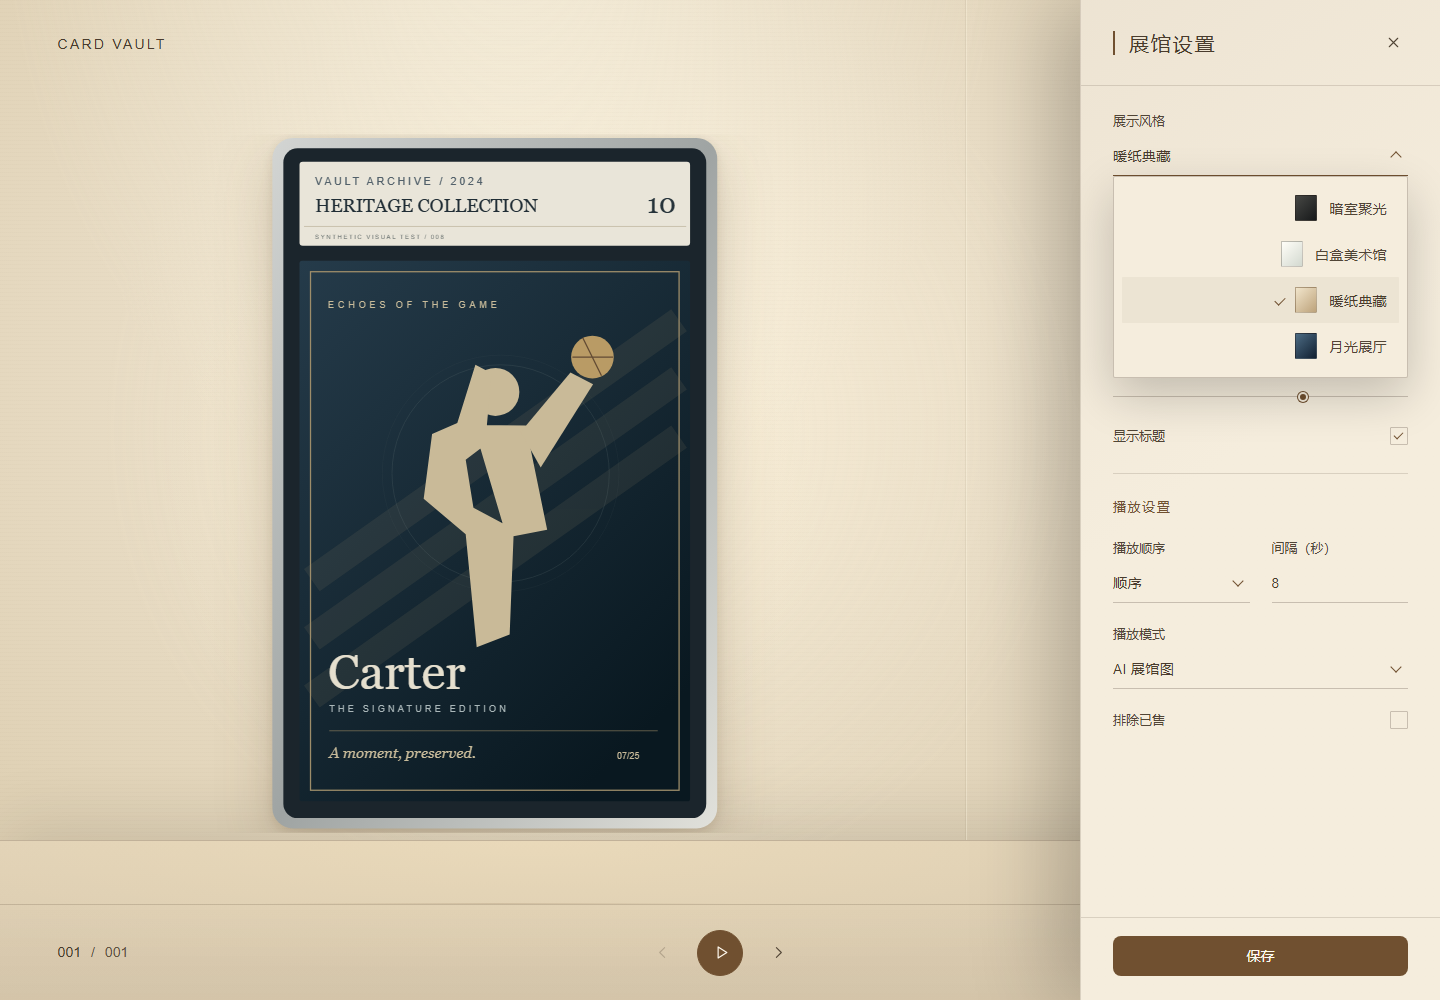 CARD VAULT
VAULT ARCHIVE / 2024
HERITAGE COLLECTION
10
SYNTHETIC VISUAL TEST / 008
ECHOES OF THE GAME
Carter
THE SIGNATURE EDITION
A moment, preserved.
07/25
001 / 001
展馆设置
展示风格
暖纸典藏
暗室聚光
白盒美术馆
暖纸典藏
月光展厅
显示标题
播放设置
播放顺序
间隔（秒）
顺序
8
播放模式
AI 展馆图
排除已售
保存